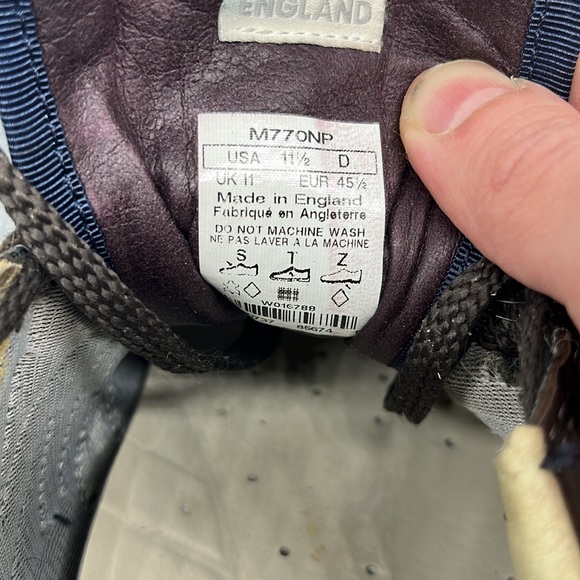 ENGLAND
M770NP
USA 11½ D
UK 11 EUR 45½
Made in England
Fabriqué en Angleterre
DO NOT MACHINE WASH
NE PAS LAVER A LA MACHINE
S T Z
W016788
85674